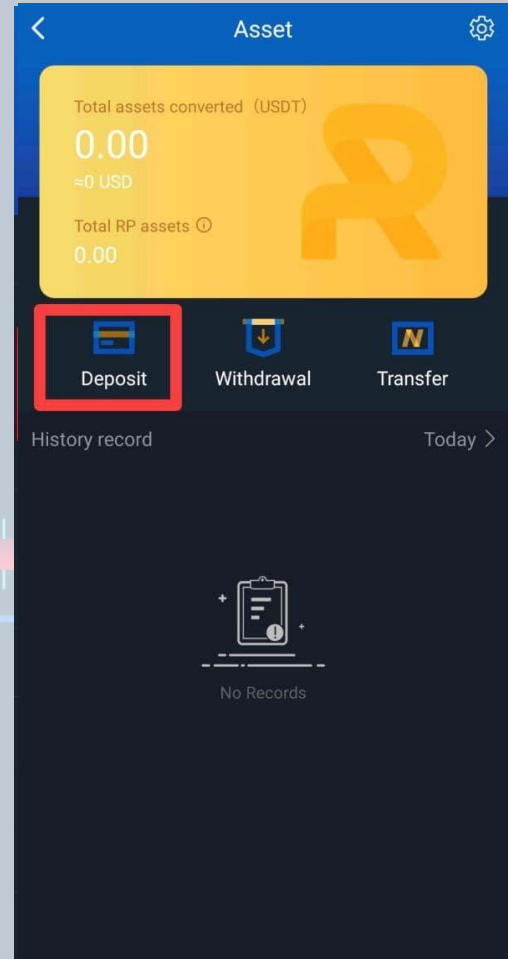 Asset
Total assets converted（USDT）
0.00
≈0 USD
Total RP assets
0.00
Deposit Withdrawal Transfer
History record Today
No Records